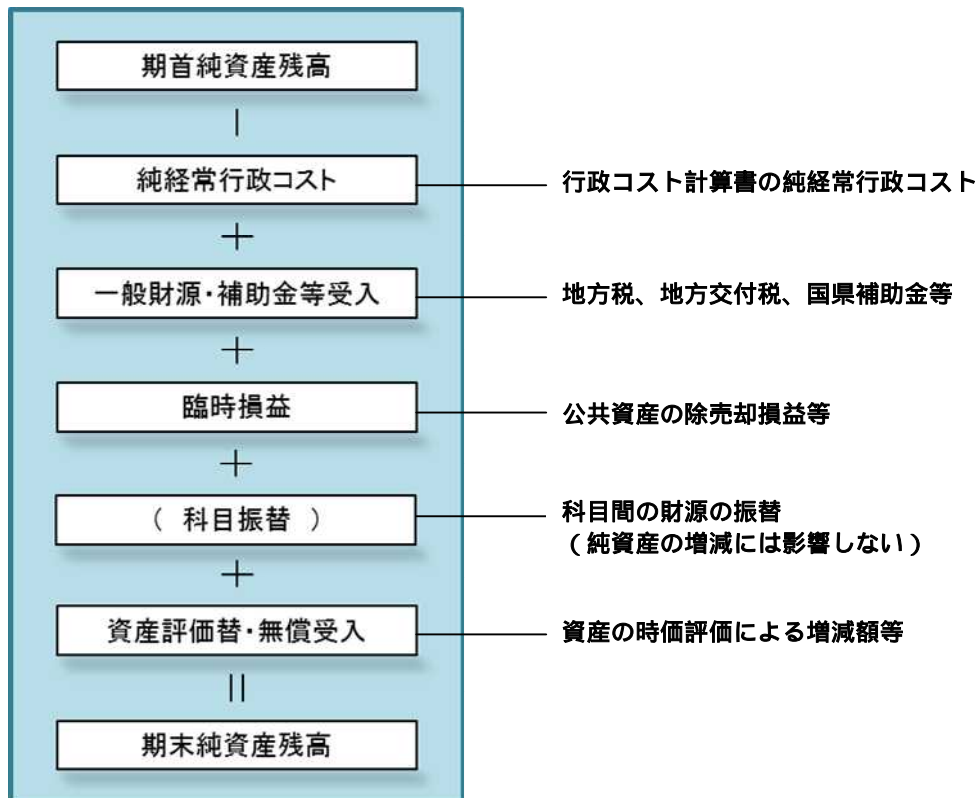 期首純資産残高
|
純経常行政コスト
行政コスト計算書の純経常行政コスト
+
一般財源・補助金等受入
地方税、地方交付税、国県補助金等
+
臨時損益
公共資産の除売却損益等
+
( 科目振替 )
科目間の財源の振替
(純資産の増減には影響しない)
+
資産評価替・無償受入
資産の時価評価による増減額等
||
期末純資産残高